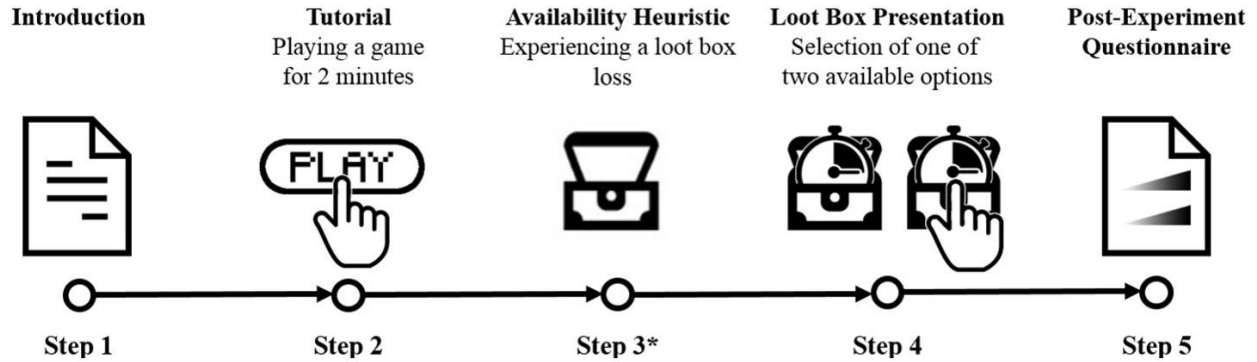 Introduction
Tutorial
Playing a game
for 2 minutes
Availability Heuristic
Experiencing a loot box
loss
Loot Box Presentation
Selection of one of
two available options
Post-Experiment
Questionnaire
PLAY
Step 1
Step 2
Step 3*
Step 4
Step 5